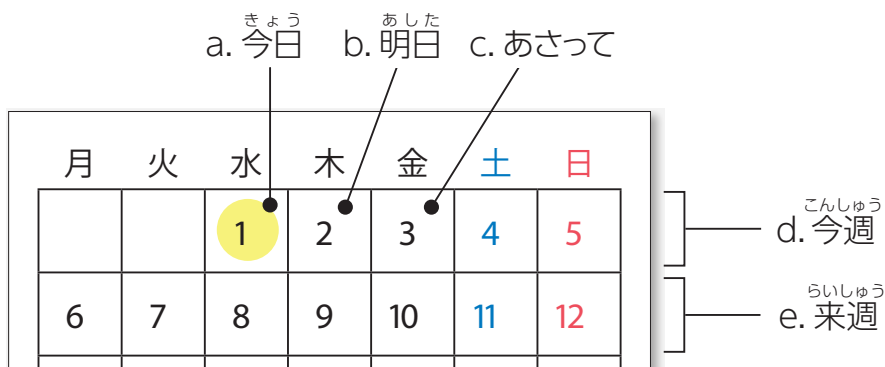 きょう あした
a. 今日 b. 明日 c. あさって
月 火 水 木 金 土 日
1 2 3 4 5
こんしゅう
d. 今週
6 7 8 9 10 11 12
らいしゅう
e. 来週